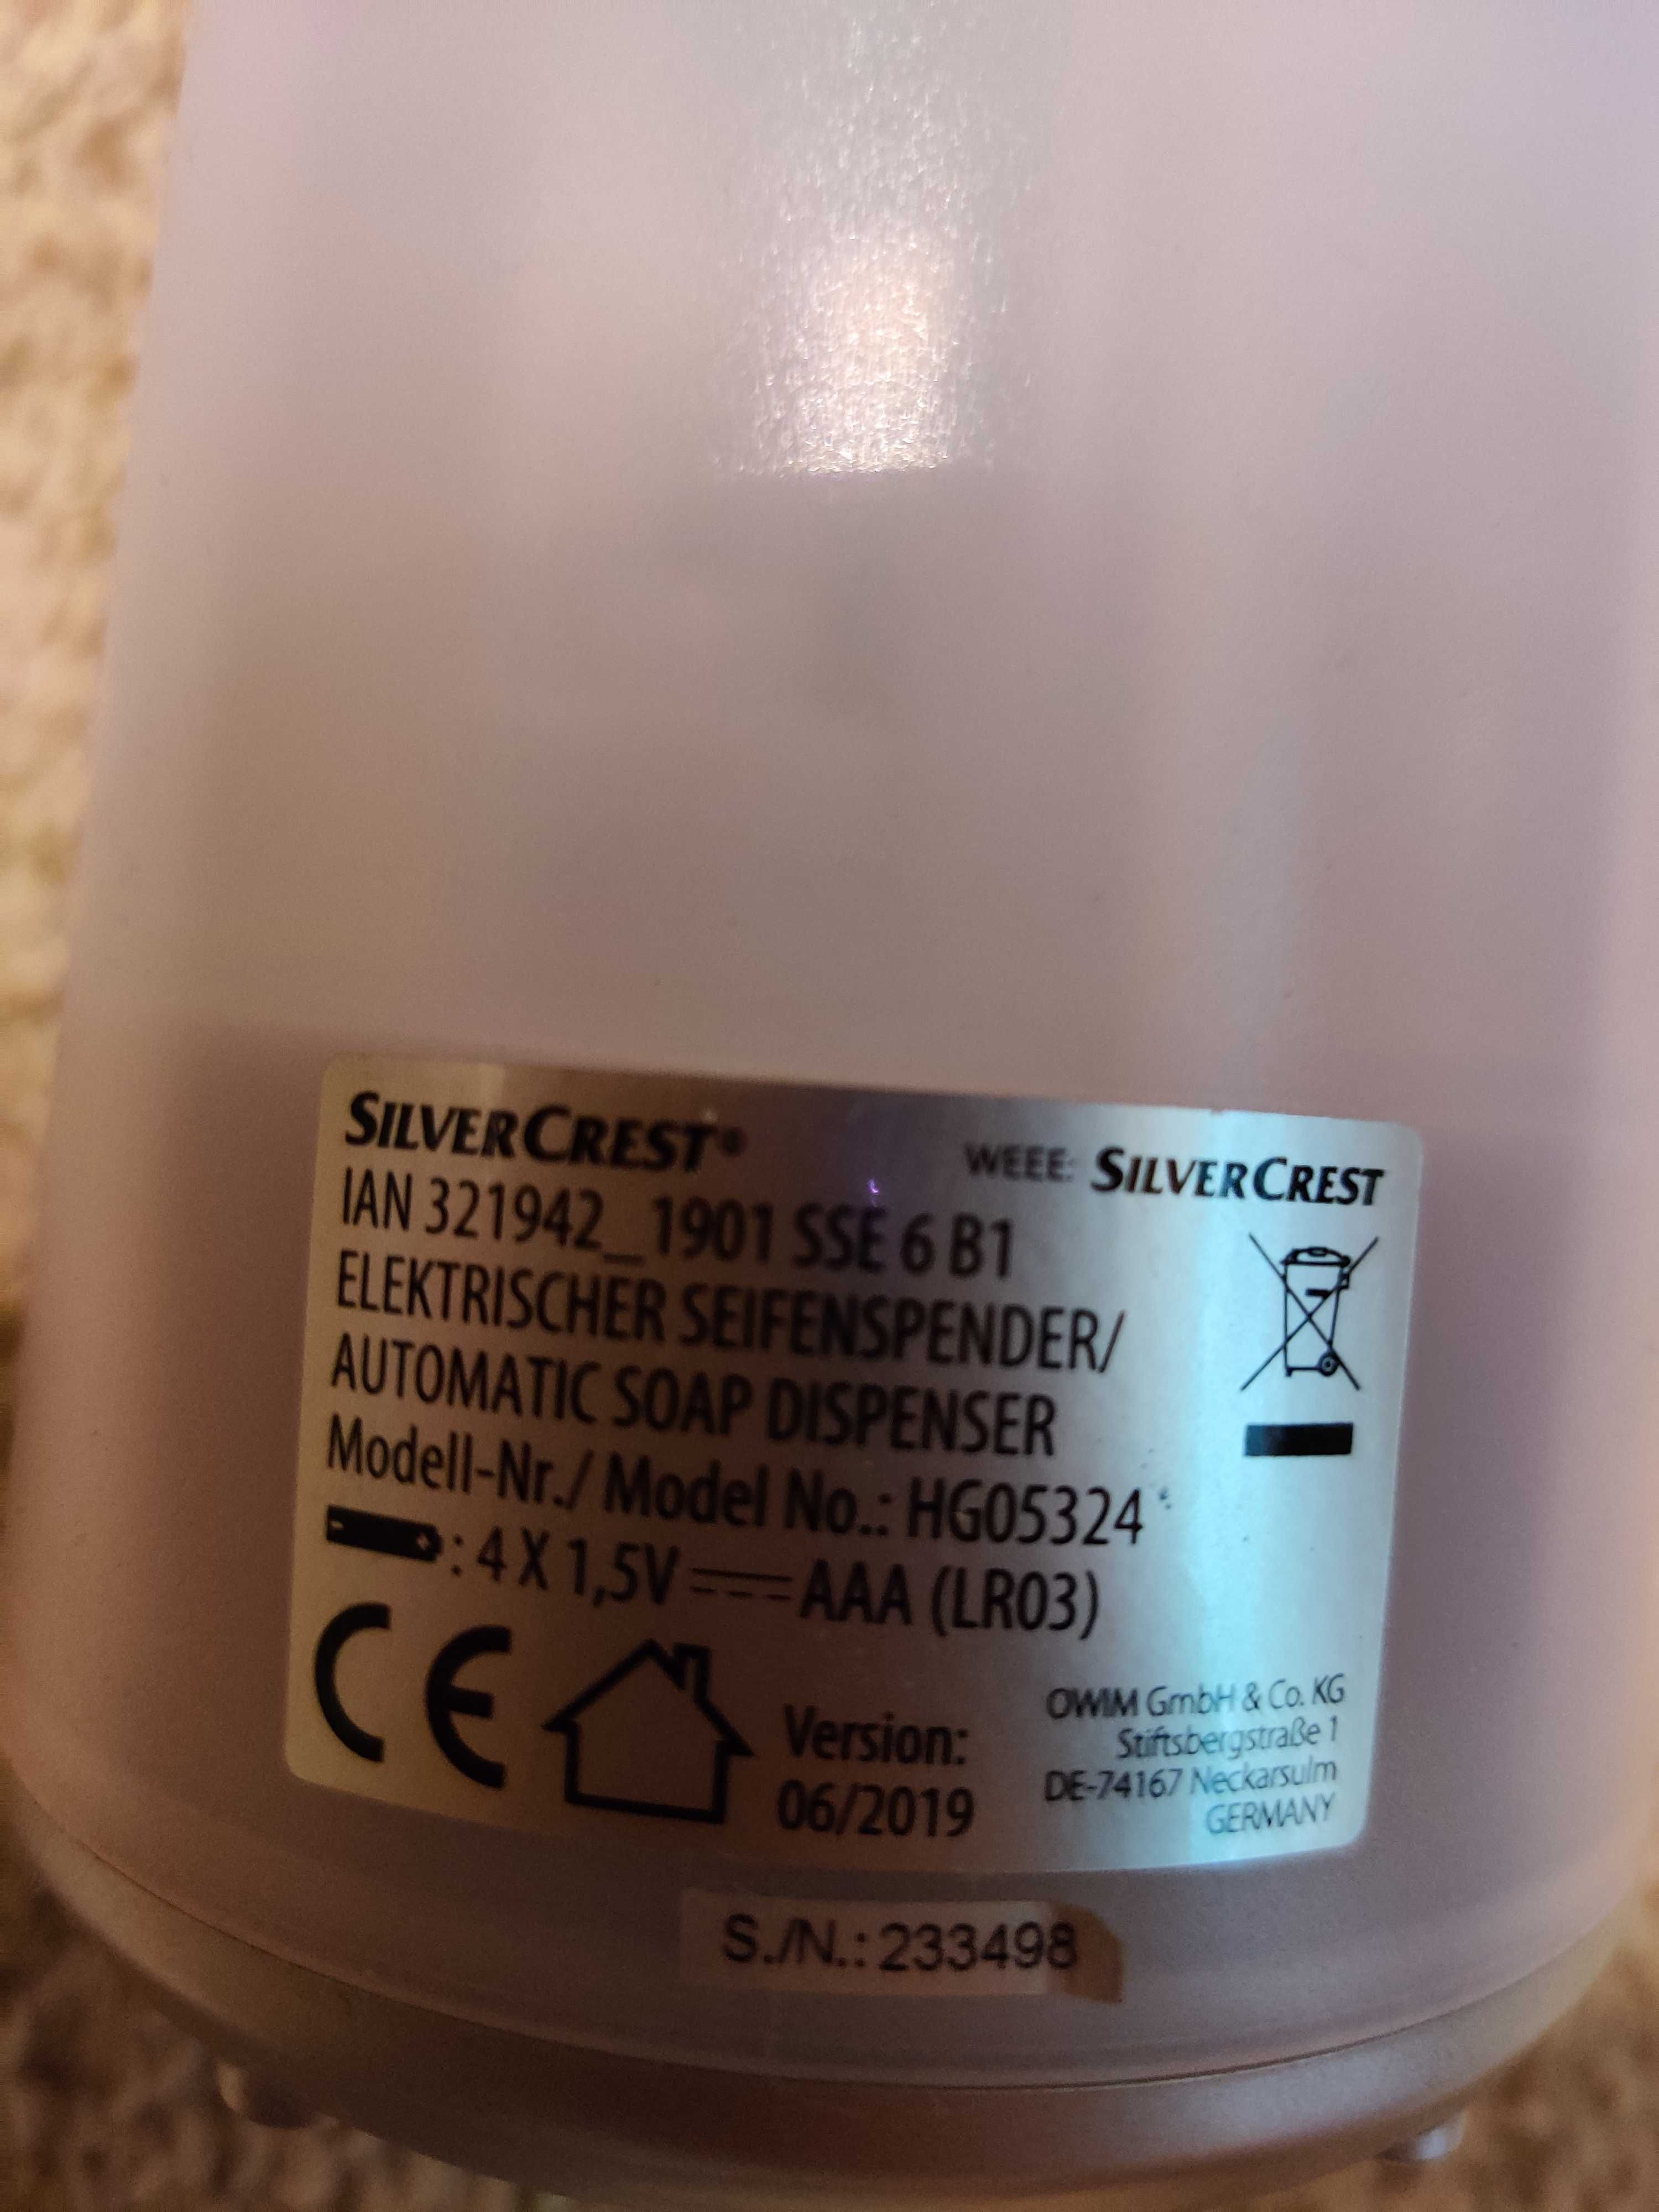 SILVERCREST®
WEEE: SILVERCREST
IAN 321942_1901 SSE 6 B1
ELEKTRISCHER SEIFENSPENDER/
AUTOMATIC SOAP DISPENSER
Modell-Nr./ Model No.: HG05324
: 4 X 1,5V ⎓ AAA (LR03)
CE
Version:
06/2019
OWIM GmbH & Co. KG
Stiftsbergstraße 1
DE-74167 Neckarsulm
GERMANY
S./N.: 233498